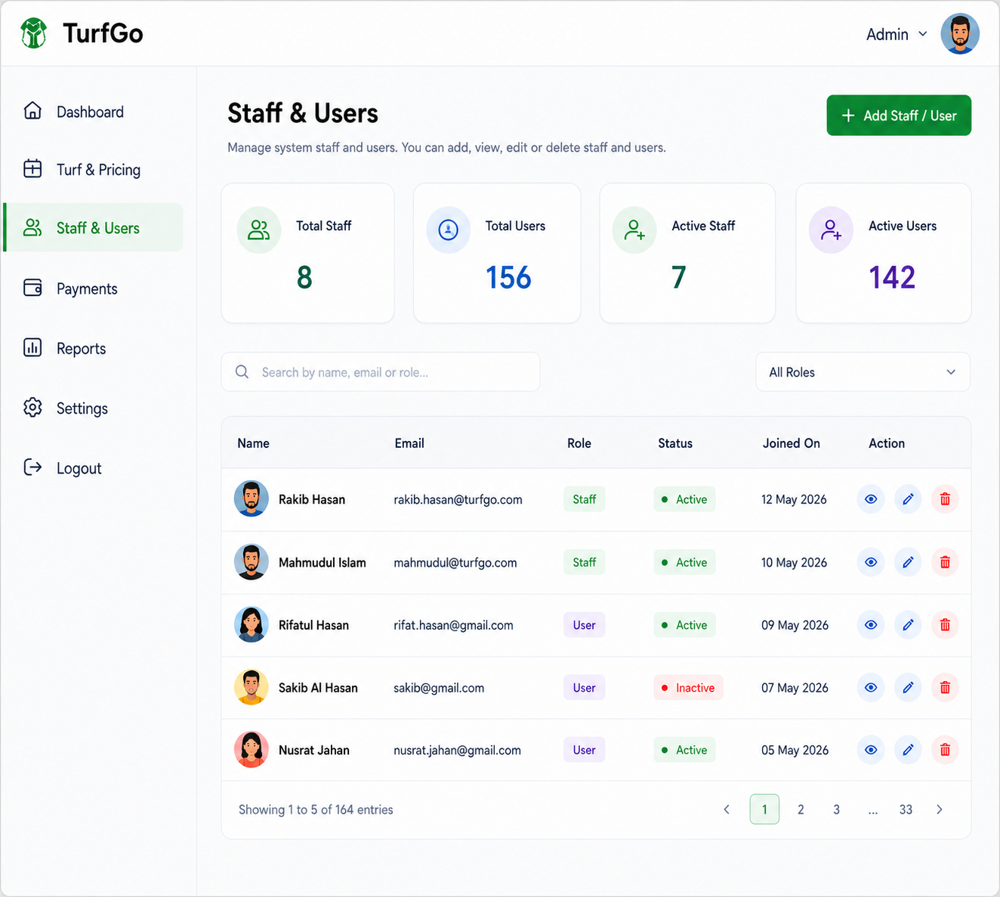 TurfGo
Admin
Dashboard
Turf & Pricing
Staff & Users
Payments
Reports
Settings
Logout
Staff & Users
Manage system staff and users. You can add, view, edit or delete staff and users.
+ Add Staff / User
Total Staff
8
Total Users
156
Active Staff
7
Active Users
142
Search by name, email or role...
All Roles
Name Email Role Status Joined On Action
Rakib Hasan rakib.hasan@turfgo.com Staff Active 12 May 2026
Mahmudul Islam mahmudul@turfgo.com Staff Active 10 May 2026
Rifatul Hasan rifat.hasan@gmail.com User Active 09 May 2026
Sakib Al Hasan sakib@gmail.com User Inactive 07 May 2026
Nusrat Jahan nusrat.jahan@gmail.com User Active 05 May 2026
Showing 1 to 5 of 164 entries
1 2 3 ... 33